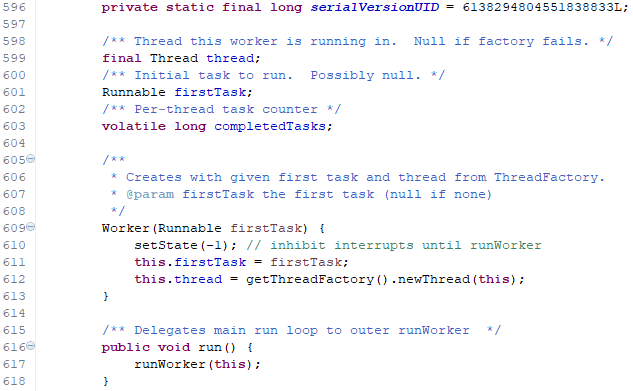 596 private static final long serialVersionUID = 6138294804551838833L;
597
598 /** Thread this worker is running in.  Null if factory fails. */
599 final Thread thread;
600 /** Initial task to run.  Possibly null. */
601 Runnable firstTask;
602 /** Per-thread task counter */
603 volatile long completedTasks;
604
605 /**
606 * Creates with given first task and thread from ThreadFactory.
607 * @param firstTask the first task (null if none)
608 */
609 Worker(Runnable firstTask) {
610 setState(-1); // inhibit interrupts until runWorker
611 this.firstTask = firstTask;
612 this.thread = getThreadFactory().newThread(this);
613 }
614
615 /** Delegates main run loop to outer runWorker  */
616 public void run() {
617 runWorker(this);
618 }